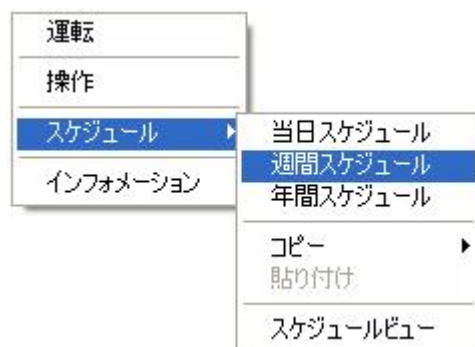 運転
操作
スケジュール
インフォメーション
当日スケジュール
週間スケジュール
年間スケジュール
コピー
貼り付け
スケジュールビュー